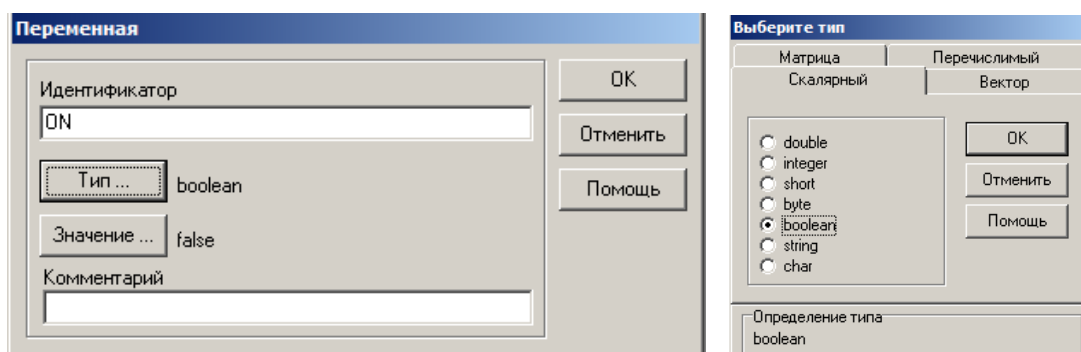 Переменная
Идентификатор
ON
Тип ... boolean
Значение ... false
Комментарий
OK
Отменить
Помощь
Выберите тип
Матрица Перечислимый
Скалярный Вектор
double
integer
short
byte
boolean
string
char
OK
Отменить
Помощь
Определение типа
boolean